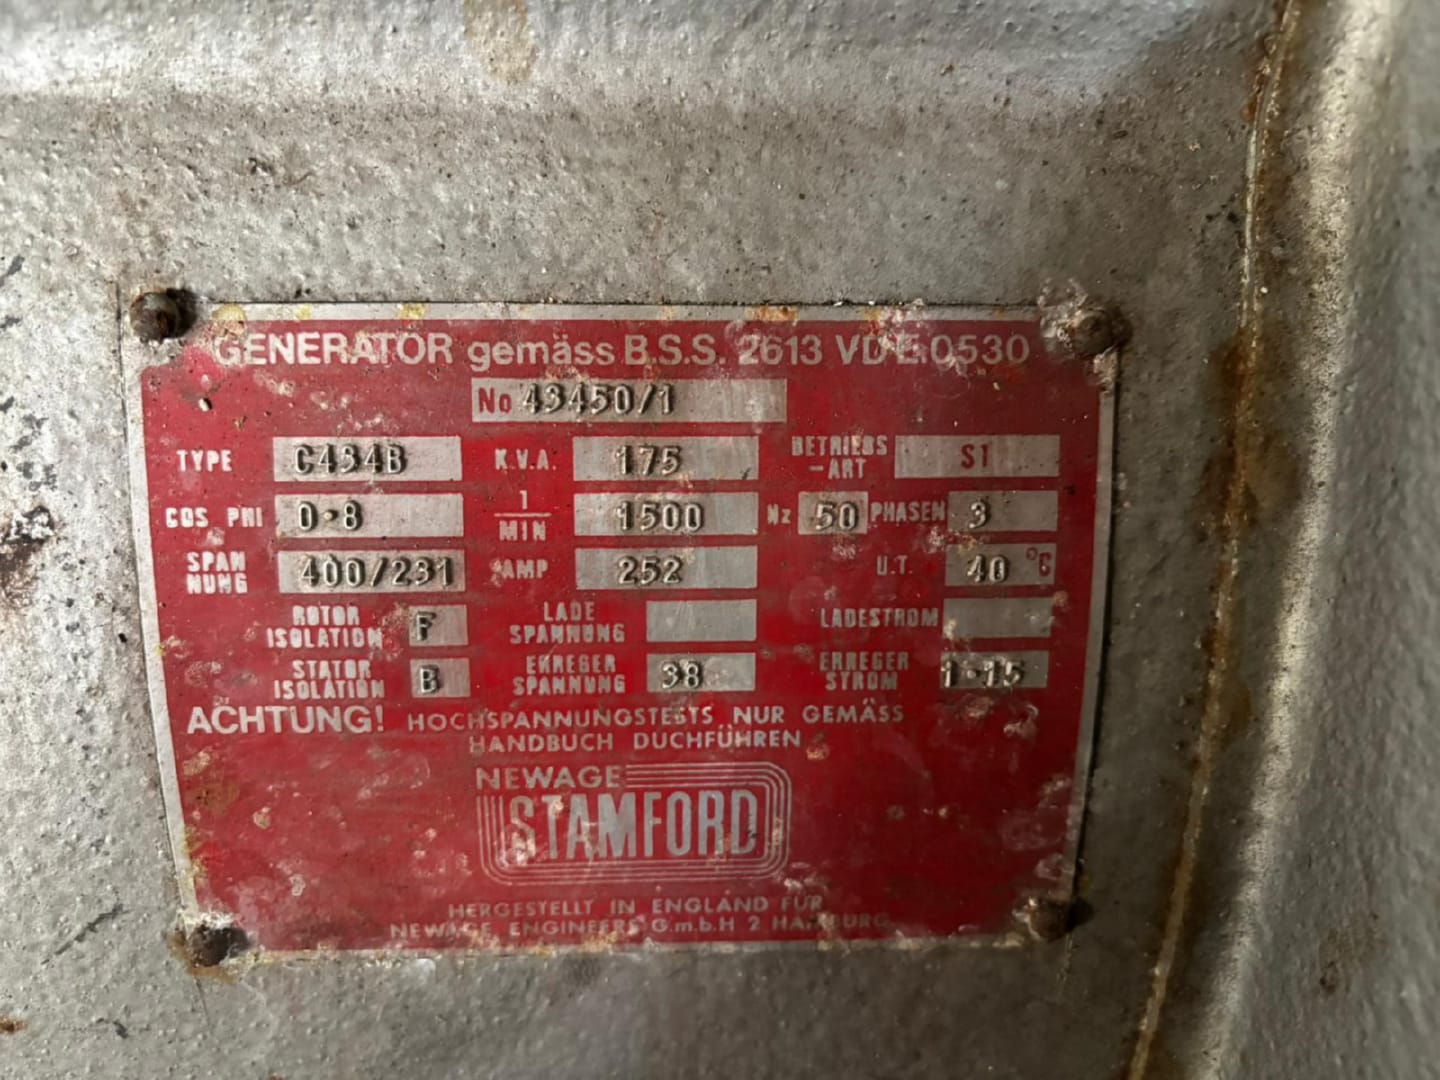 GENERATOR gemäss B.S.S. 2613 VDE.0530
No 43450/1
TYPE C434B K.V.A. 175 BETRIEBS-ART S1
COS PHI 0·8 1/MIN 1500 Hz 50 PHASEN 3
SPANNUNG 400/231 AMP 252 U.T. 40 °C
ROTOR ISOLATION F LADE SPANNUNG LADESTROM
STATOR ISOLATION B ERREGER SPANNUNG 38 ERREGER STROM 1·15
ACHTUNG! HOCHSPANNUNGSTESTS NUR GEMÄSS
HANDBUCH DUCHFÜHREN
NEWAGE
STAMFORD
HERGESTELLT IN ENGLAND FÜR
NEWAGE ENGINEERS G.m.b.H 2 HAMBURG